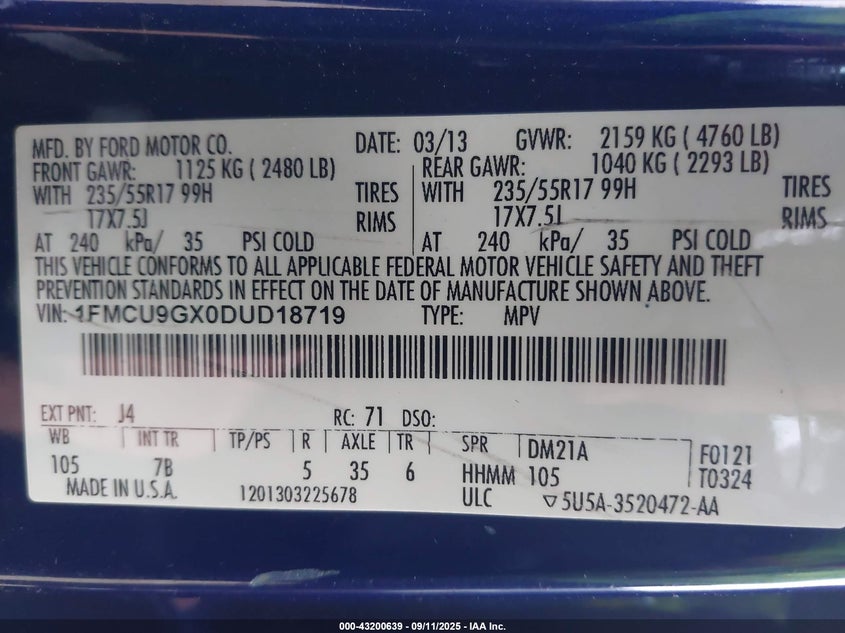 MFD. BY FORD MOTOR CO. DATE: 03/13 GVWR: 2159 KG ( 4760 LB)
FRONT GAWR: 1125 KG ( 2480 LB) REAR GAWR: 1040 KG ( 2293 LB)
WITH 235/55R17 99H TIRES WITH 235/55R17 99H TIRES
17X7.5J RIMS 17X7.5J RIMS
AT 240 kPa/ 35 PSI COLD AT 240 kPa/ 35 PSI COLD
THIS VEHICLE CONFORMS TO ALL APPLICABLE FEDERAL MOTOR VEHICLE SAFETY AND THEFT
PREVENTION STANDARDS IN EFFECT ON THE DATE OF MANUFACTURE SHOWN ABOVE.
VIN: 1FMCU9GX0DUD18719 TYPE: MPV
EXT PNT: J4 RC: 71 DSO:
WB INT TR TP/PS R AXLE TR SPR DM21A F0121
105 7B 5 35 6 HHMM 105 T0324
MADE IN U.S.A. 1201303225678 ULC ▽5U5A-3520472-AA
000-43200639 - 09/11/2025 - IAA Inc.